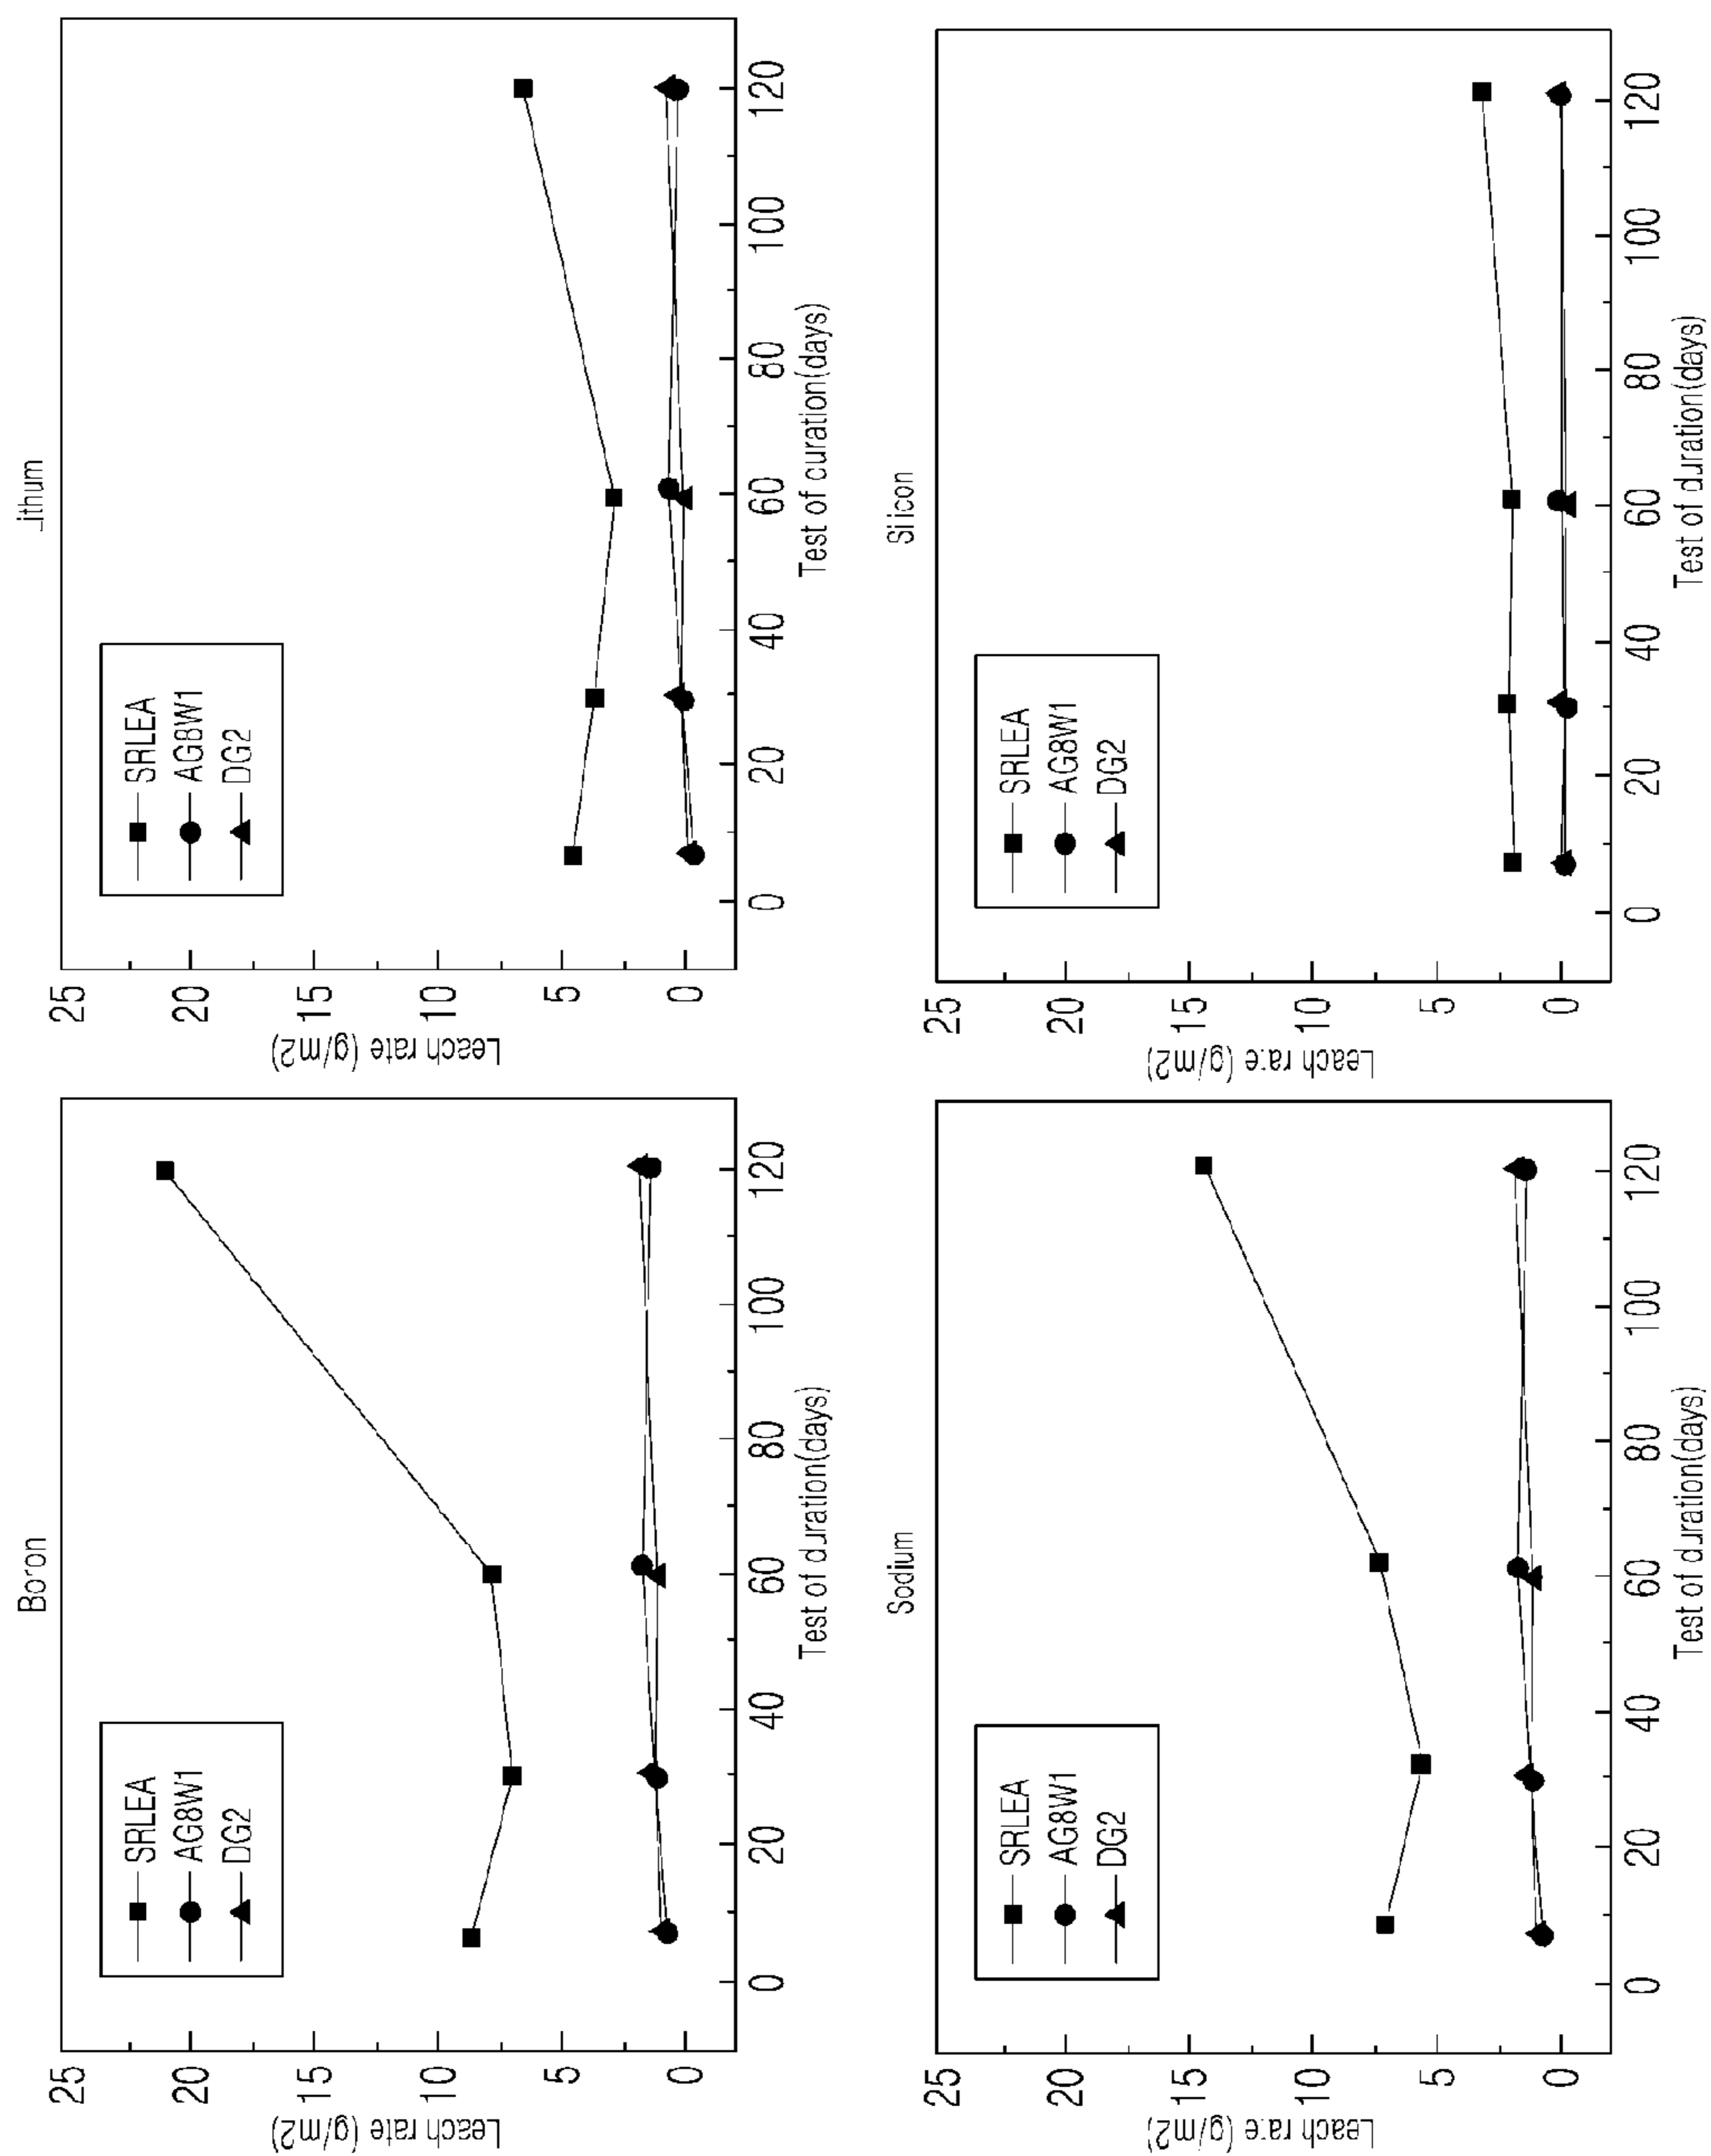 Boron
25
20
15
10
5
0
Leach rate (g/m2)
SRLEA
AG8W1
DG2
0 20 40 60 80 100 120
Test of duration(days)
_ithum
25
20
15
10
5
0
Leach rate (g/m2)
SRLEA
AG8W1
DG2
0 20 40 60 80 100 120
Test of curation(days)
Sodium
25
20
15
10
5
0
Leach rate (g/m2)
SRLEA
AG8W1
DG2
0 20 40 60 80 100 120
Test of duration(days)
Silicon
25
20
15
10
5
0
Leach rate (g/m2)
SRLEA
AG8W1
DG2
0 20 40 60 80 100 120
Test of duration(days)